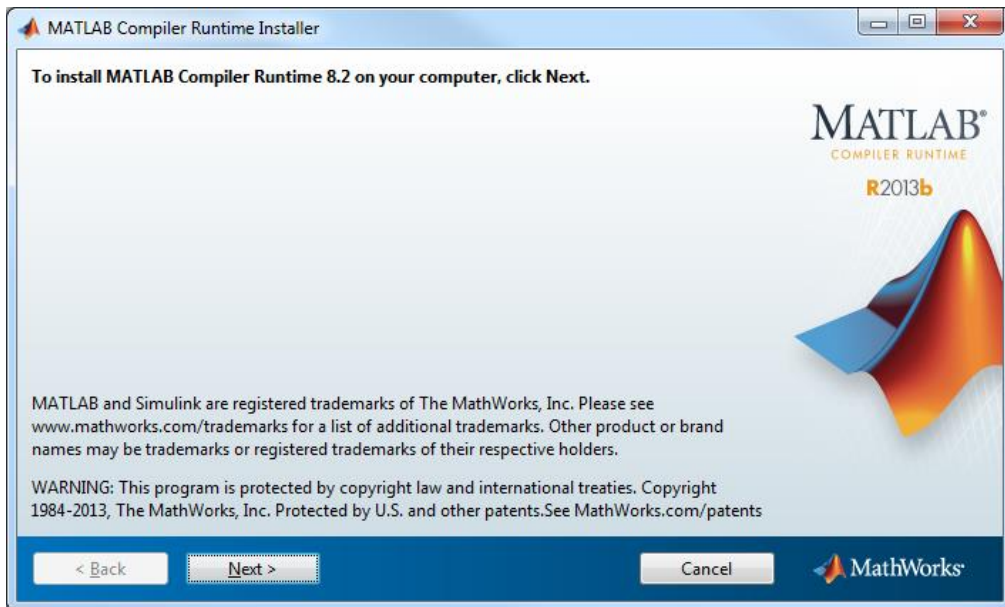 MATLAB Compiler Runtime Installer
To install MATLAB Compiler Runtime 8.2 on your computer, click Next.
MATLAB®
COMPILER RUNTIME
R2013b
MATLAB and Simulink are registered trademarks of The MathWorks, Inc. Please see
www.mathworks.com/trademarks for a list of additional trademarks. Other product or brand
names may be trademarks or registered trademarks of their respective holders.
WARNING: This program is protected by copyright law and international treaties. Copyright
1984-2013, The MathWorks, Inc. Protected by U.S. and other patents.See MathWorks.com/patents
< Back
Next >
Cancel
MathWorks®